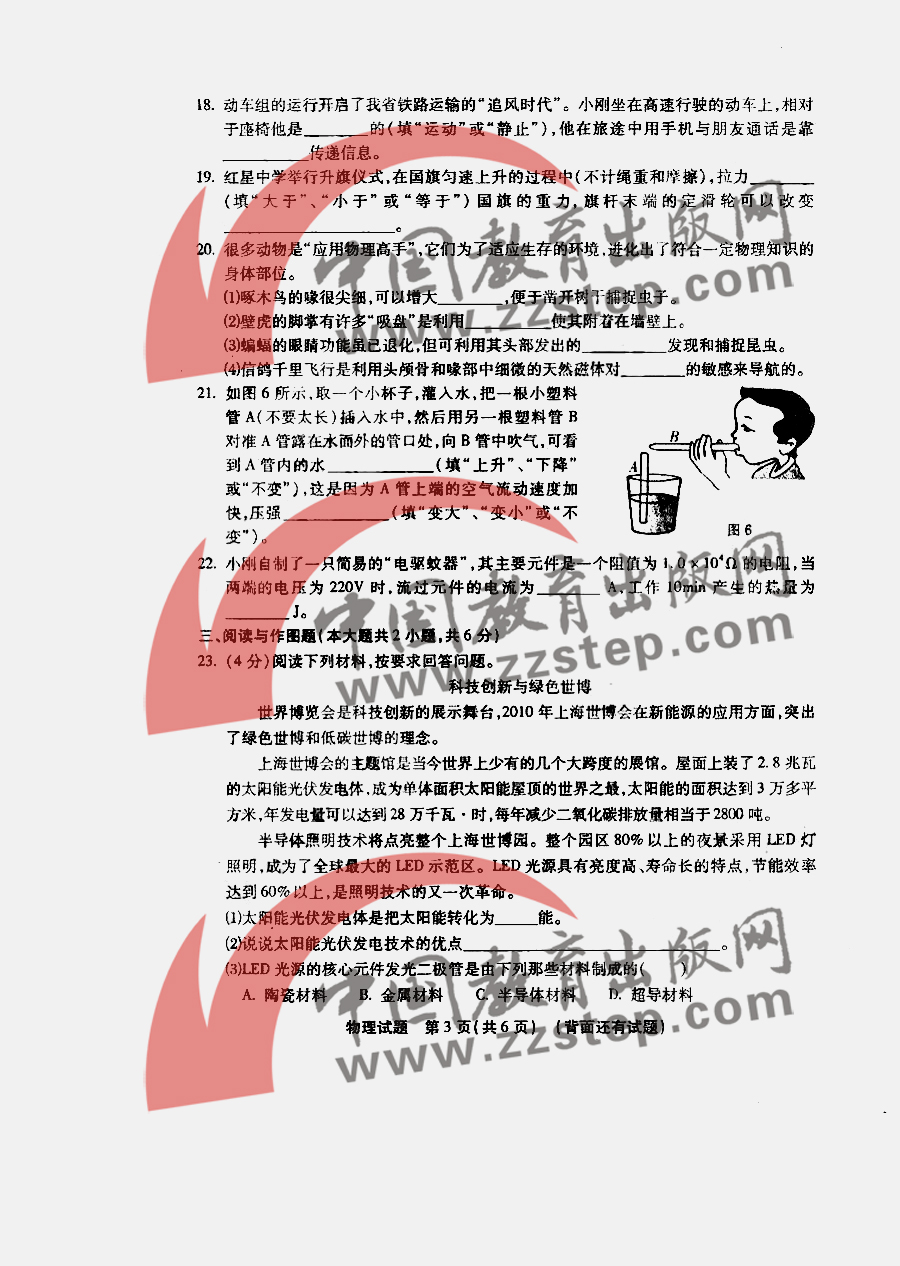 18. 动车组的运行开启了我省铁路运输的“追风时代”。小刚坐在高速行驶的动车上,相对
于座椅他是________的(填“运动”或“静止”),他在旅途中用手机与朋友通话是靠
__________传递信息。
19. 红星中学举行升旗仪式,在国旗匀速上升的过程中(不计绳重和摩擦),拉力________
(填“大于”、“小于”或“等于”)国旗的重力,旗杆末端的定滑轮可以改变
____________________。
20. 很多动物是“应用物理高手”,它们为了适应生存的环境,进化出了符合一定物理知识的
身体部位。
(1)啄木鸟的喙很尖细,可以增大________,便于凿开树干捕捉虫子。
(2)壁虎的脚掌有许多“吸盘”是利用__________使其附着在墙壁上。
(3)蝙蝠的眼睛功能虽已退化,但可利用其头部发出的__________发现和捕捉昆虫。
(4)信鸽千里飞行是利用头颅骨和喙部中细微的天然磁体对________的敏感来导航的。
21. 如图6所示,取一个小杯子,灌入水,把一根小塑料
管A(不要太长)插入水中,然后用另一根塑料管B
对准A管露在水面外的管口处,向B管中吹气,可看
到A管内的水____________(填“上升”、“下降”
或“不变”),这是因为A管上端的空气流动速度加
快,压强____________(填“变大”、“变小”或“不
变”)。
A
B
图6
22. 小刚自制了一只简易的“电驱蚊器”,其主要元件是一个阻值为1.0×10⁴Ω的电阻,当
两端的电压为220V时,流过元件的电流为________A,工作10min产生的热量为
________J。
三、阅读与作图题(本大题共2小题,共6分)
23. (4分)阅读下列材料,按要求回答问题。
科技创新与绿色世博
世界博览会是科技创新的展示舞台,2010年上海世博会在新能源的应用方面,突出
了绿色世博和低碳世博的理念。
上海世博会的主题馆是当今世界上少有的几个大跨度的展馆。屋面上装了2.8兆瓦
的太阳能光伏发电体,成为单体面积太阳能屋顶的世界之最,太阳能的面积达到3万多平
方米,年发电量可以达到28万千瓦·时,每年减少二氧化碳排放量相当于2800吨。
半导体照明技术将点亮整个上海世博园。整个园区80%以上的夜景采用LED灯
照明,成为了全球最大的LED示范区。LED光源具有亮度高、寿命长的特点,节能效率
达到60%以上,是照明技术的又一次革命。
(1)太阳能光伏发电体是把太阳能转化为_____能。
(2)说说太阳能光伏发电技术的优点______________________________。
(3)LED光源的核心元件发光二极管是由下列那些材料制成的(  )
A. 陶瓷材料 B. 金属材料 C. 半导体材料 D. 超导材料
物理试题 第3页(共6页) (背面还有试题)
中国教育出版网
www.zzstep.com
中国教育出版网
www.zzstep.com
中国教育出版网
www.zzstep.com